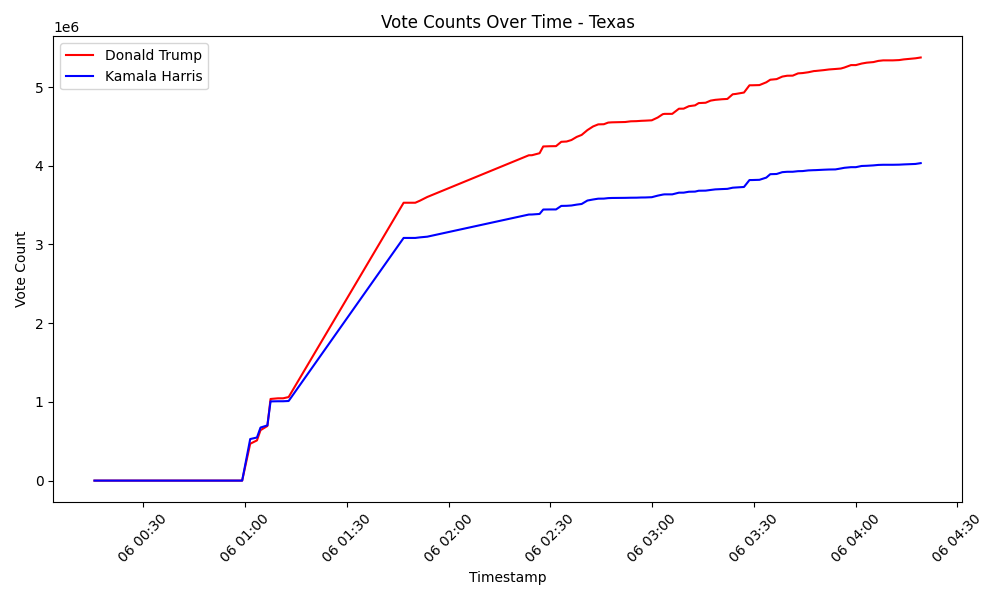 Vote Counts Over Time - Texas
1e6
Donald Trump
Kamala Harris
5
4
3
2
1
0
Vote Count
06 00:30
06 01:00
06 01:30
06 02:00
06 02:30
06 03:00
06 03:30
06 04:00
06 04:30
Timestamp